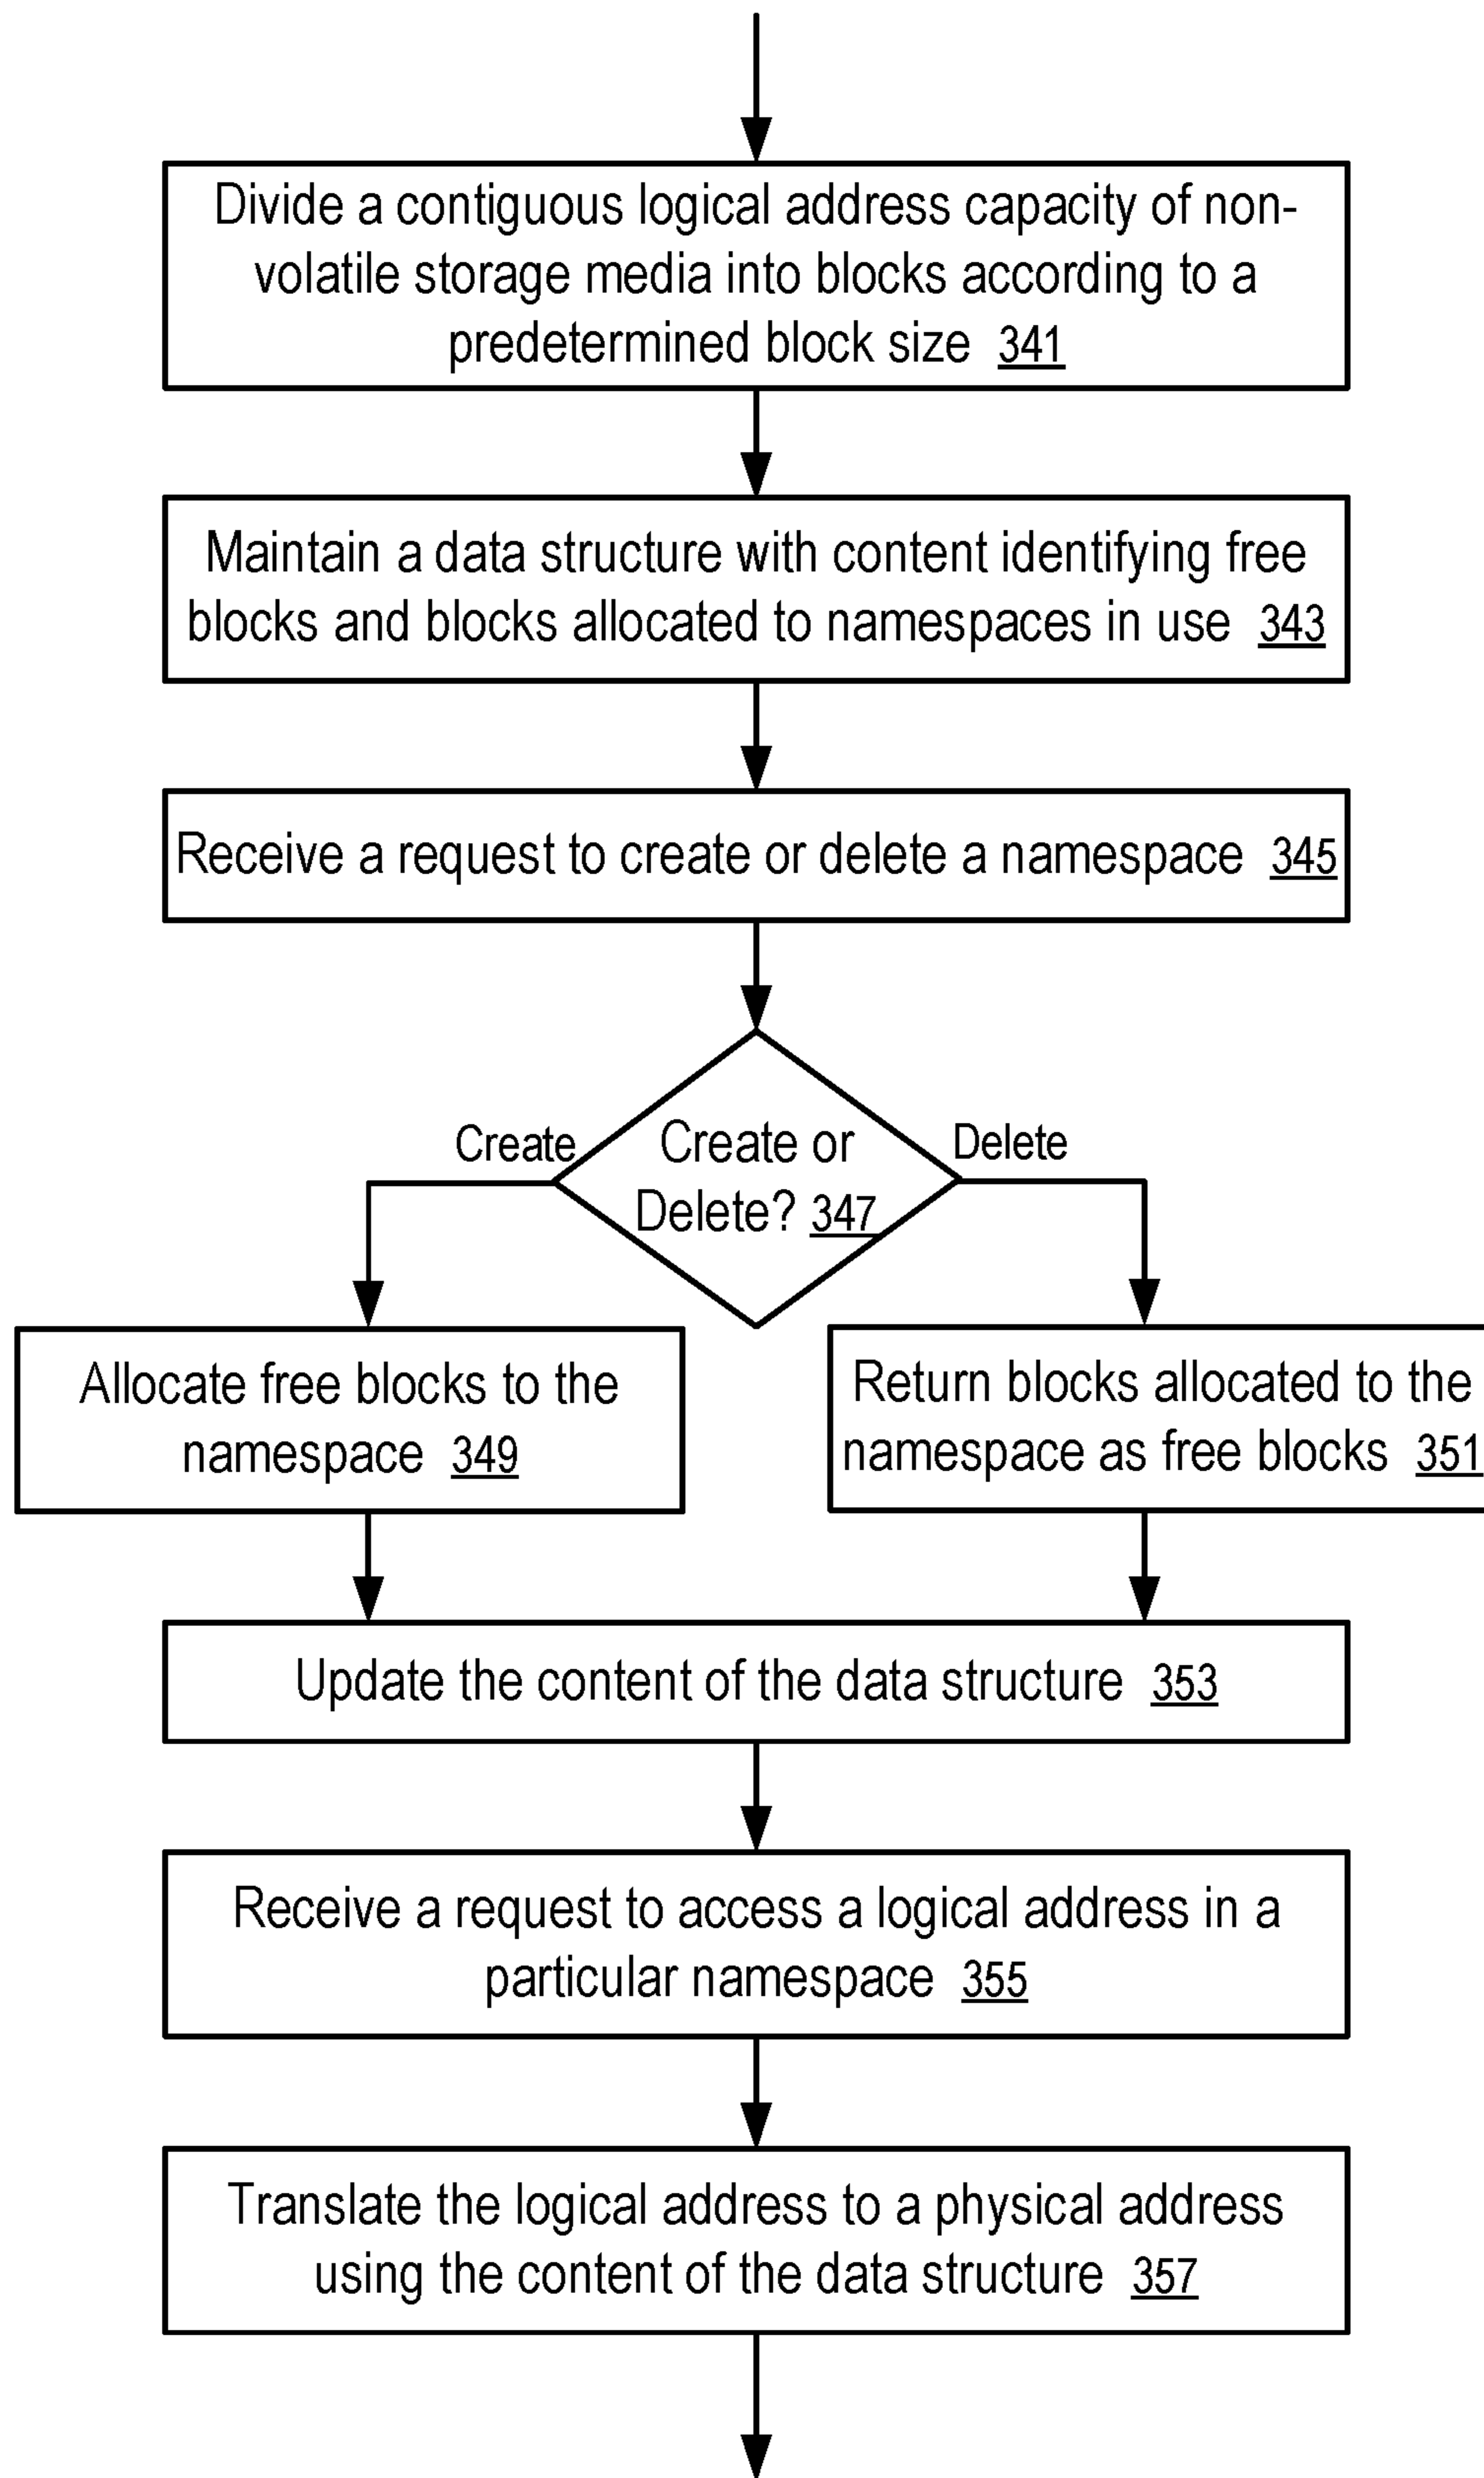 Divide a contiguous logical address capacity of non-
volatile storage media into blocks according to a
predetermined block size 341
Maintain a data structure with content identifying free
blocks and blocks allocated to namespaces in use 343
Receive a request to create or delete a namespace 345
Create
Create or
Delete? 347
Delete
Allocate free blocks to the
namespace 349
Return blocks allocated to the
namespace as free blocks 351
Update the content of the data structure 353
Receive a request to access a logical address in a
particular namespace 355
Translate the logical address to a physical address
using the content of the data structure 357